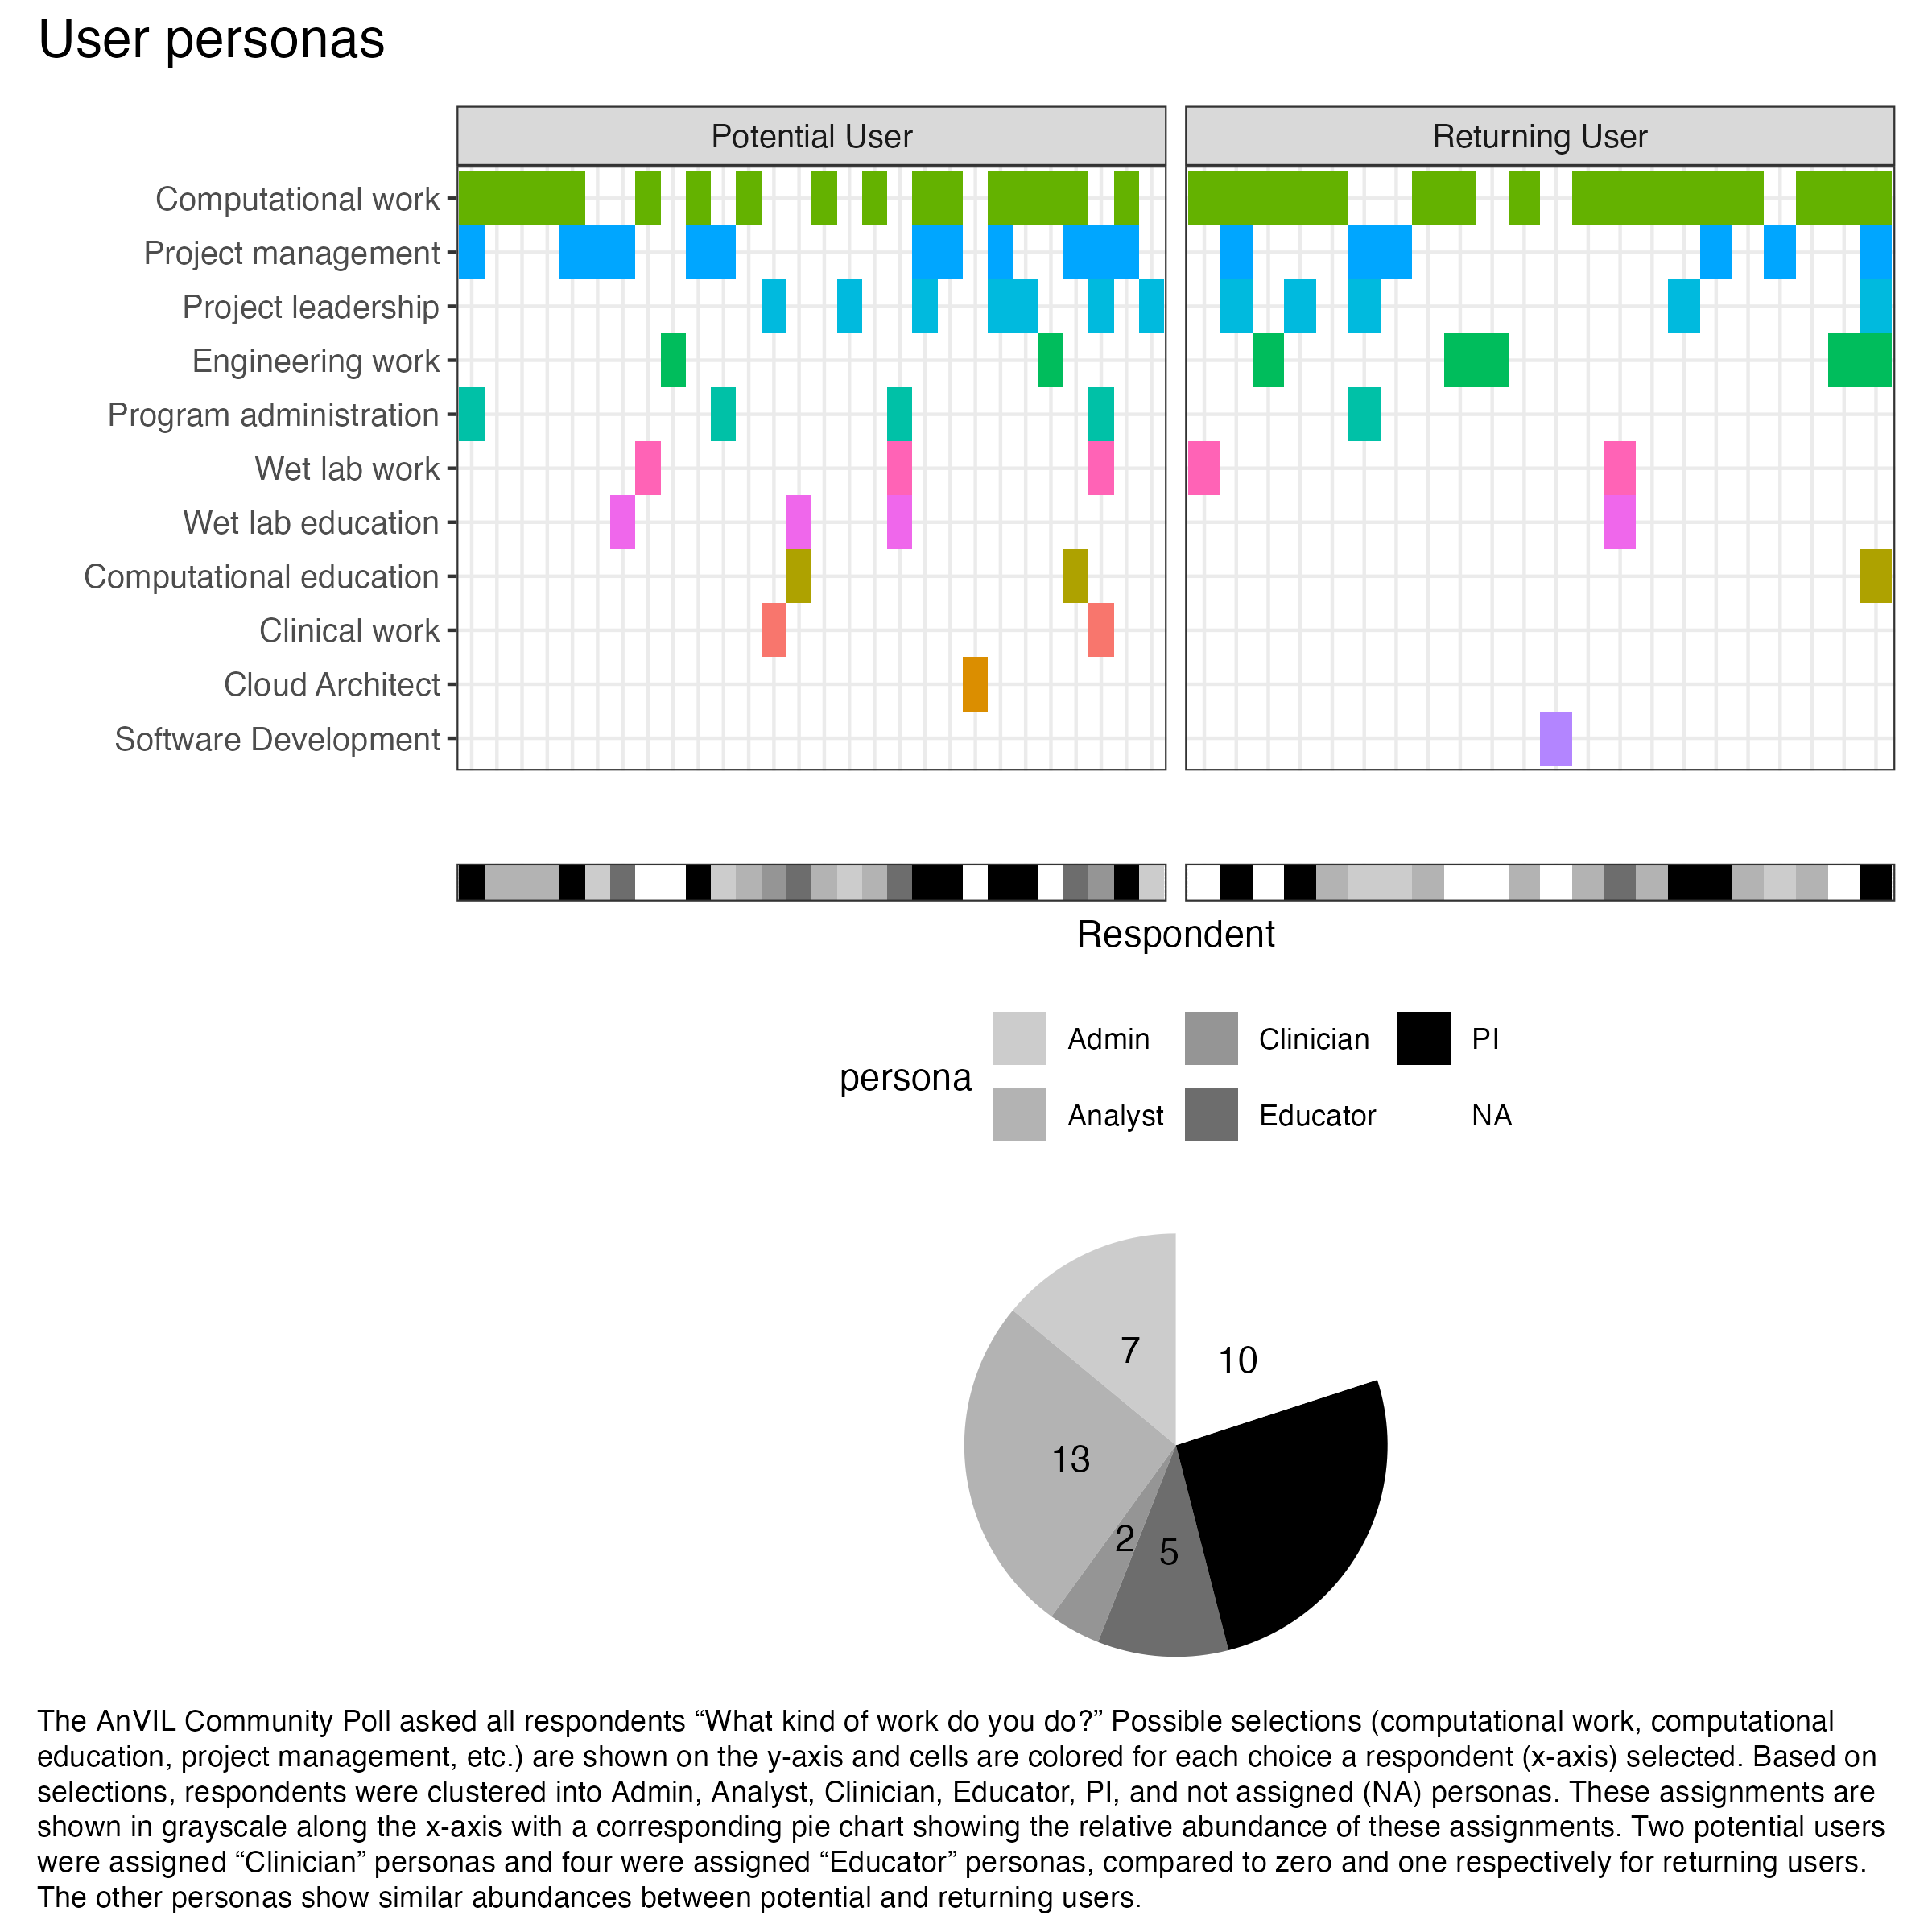 User personas
Potential User
Returning User
Computational work
Project management
Project leadership
Engineering work
Program administration
Wet lab work
Wet lab education
Computational education
Clinical work
Cloud Architect
Software Development
Respondent
persona
Admin
Clinician
PI
Analyst
Educator
NA
7
10
13
2
5
The AnVIL Community Poll asked all respondents “What kind of work do you do?” Possible selections (computational work, computational
education, project management, etc.) are shown on the y-axis and cells are colored for each choice a respondent (x-axis) selected. Based on
selections, respondents were clustered into Admin, Analyst, Clinician, Educator, PI, and not assigned (NA) personas. These assignments are
shown in grayscale along the x-axis with a corresponding pie chart showing the relative abundance of these assignments. Two potential users
were assigned “Clinician” personas and four were assigned “Educator” personas, compared to zero and one respectively for returning users.
The other personas show similar abundances between potential and returning users.